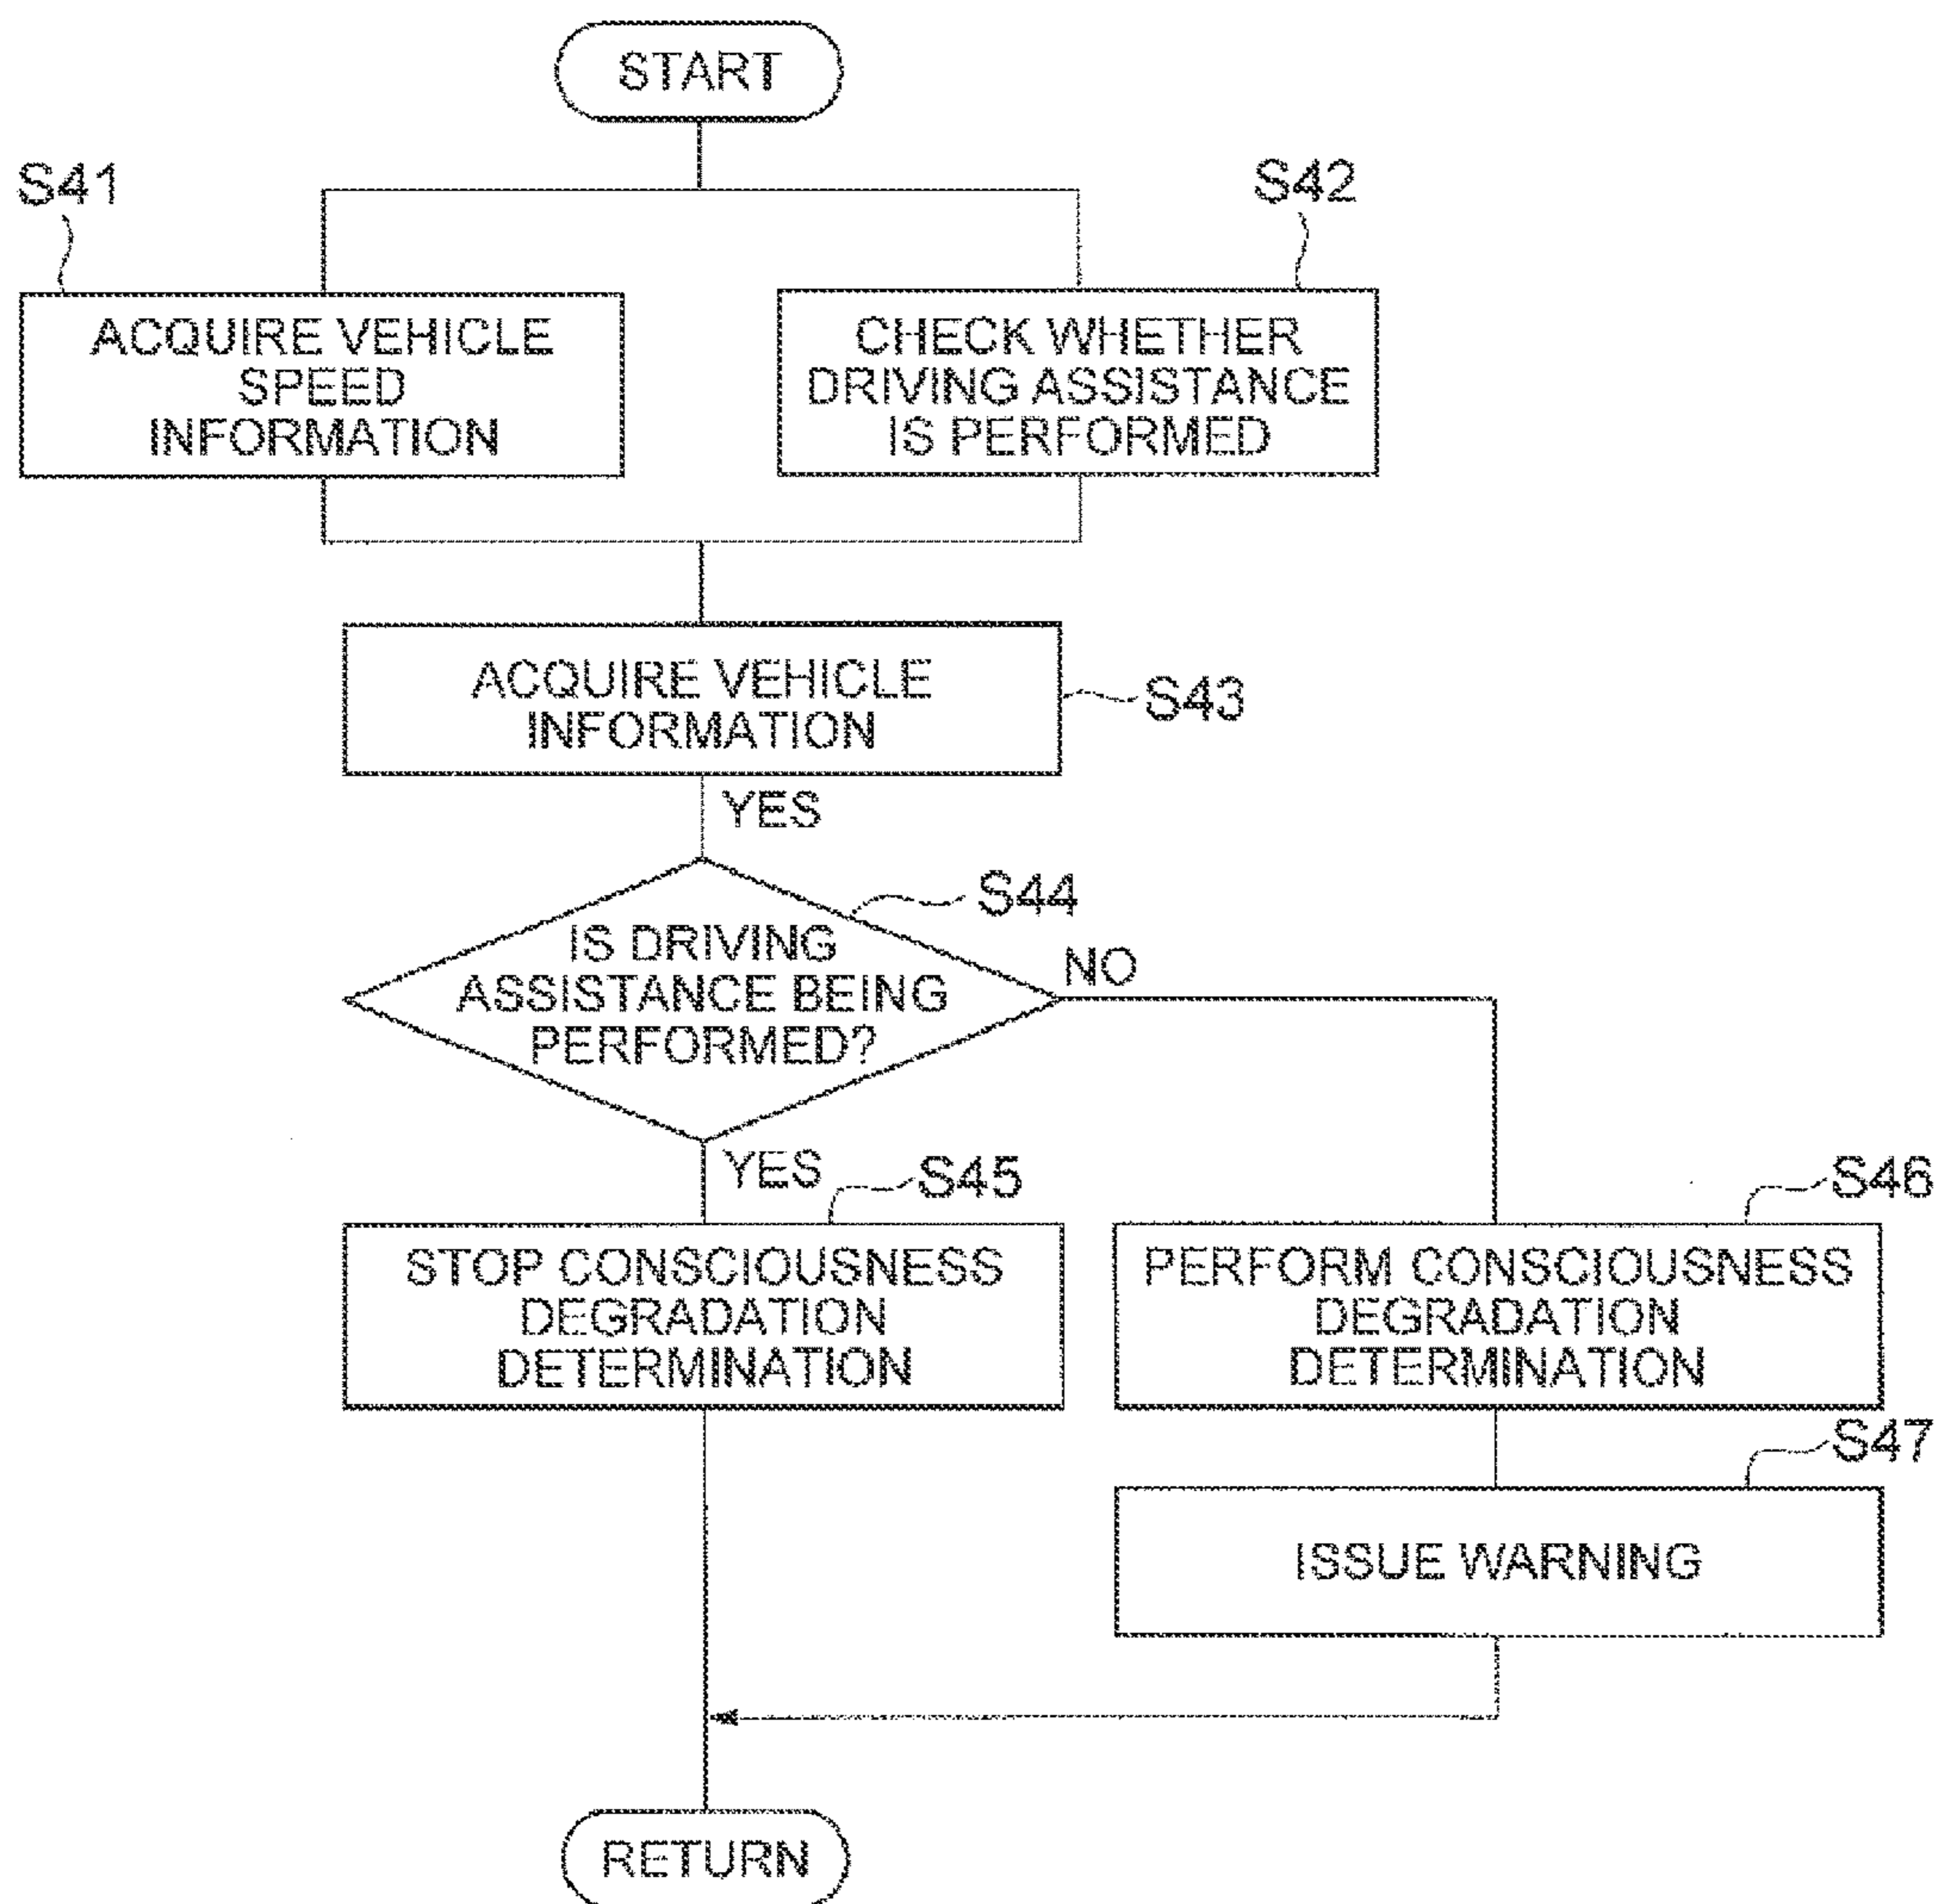 START
S41
S42
ACQUIRE VEHICLE
SPEED
INFORMATION
CHECK WHETHER
DRIVING ASSISTANCE
IS PERFORMED
ACQUIRE VEHICLE
INFORMATION
S43
YES
S44
IS DRIVING
ASSISTANCE BEING
PERFORMED?
NO
YES
S45
S46
STOP CONSCIOUSNESS
DEGRADATION
DETERMINATION
PERFORM CONSCIOUSNESS
DEGRADATION
DETERMINATION
S47
ISSUE WARNING
RETURN